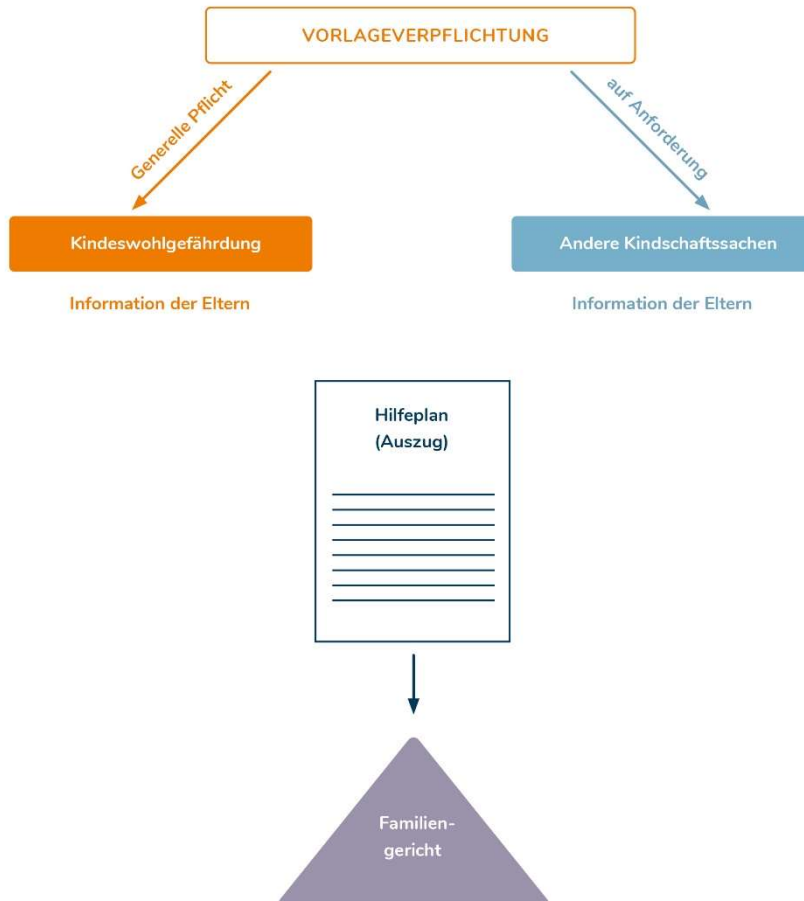 VORLAGEVERPFLICHTUNG
Generelle Pflicht
auf Anforderung
Kindeswohlgefährdung
Andere Kindschaftssachen
Information der Eltern
Information der Eltern
Hilfeplan
(Auszug)
Familien-
gericht